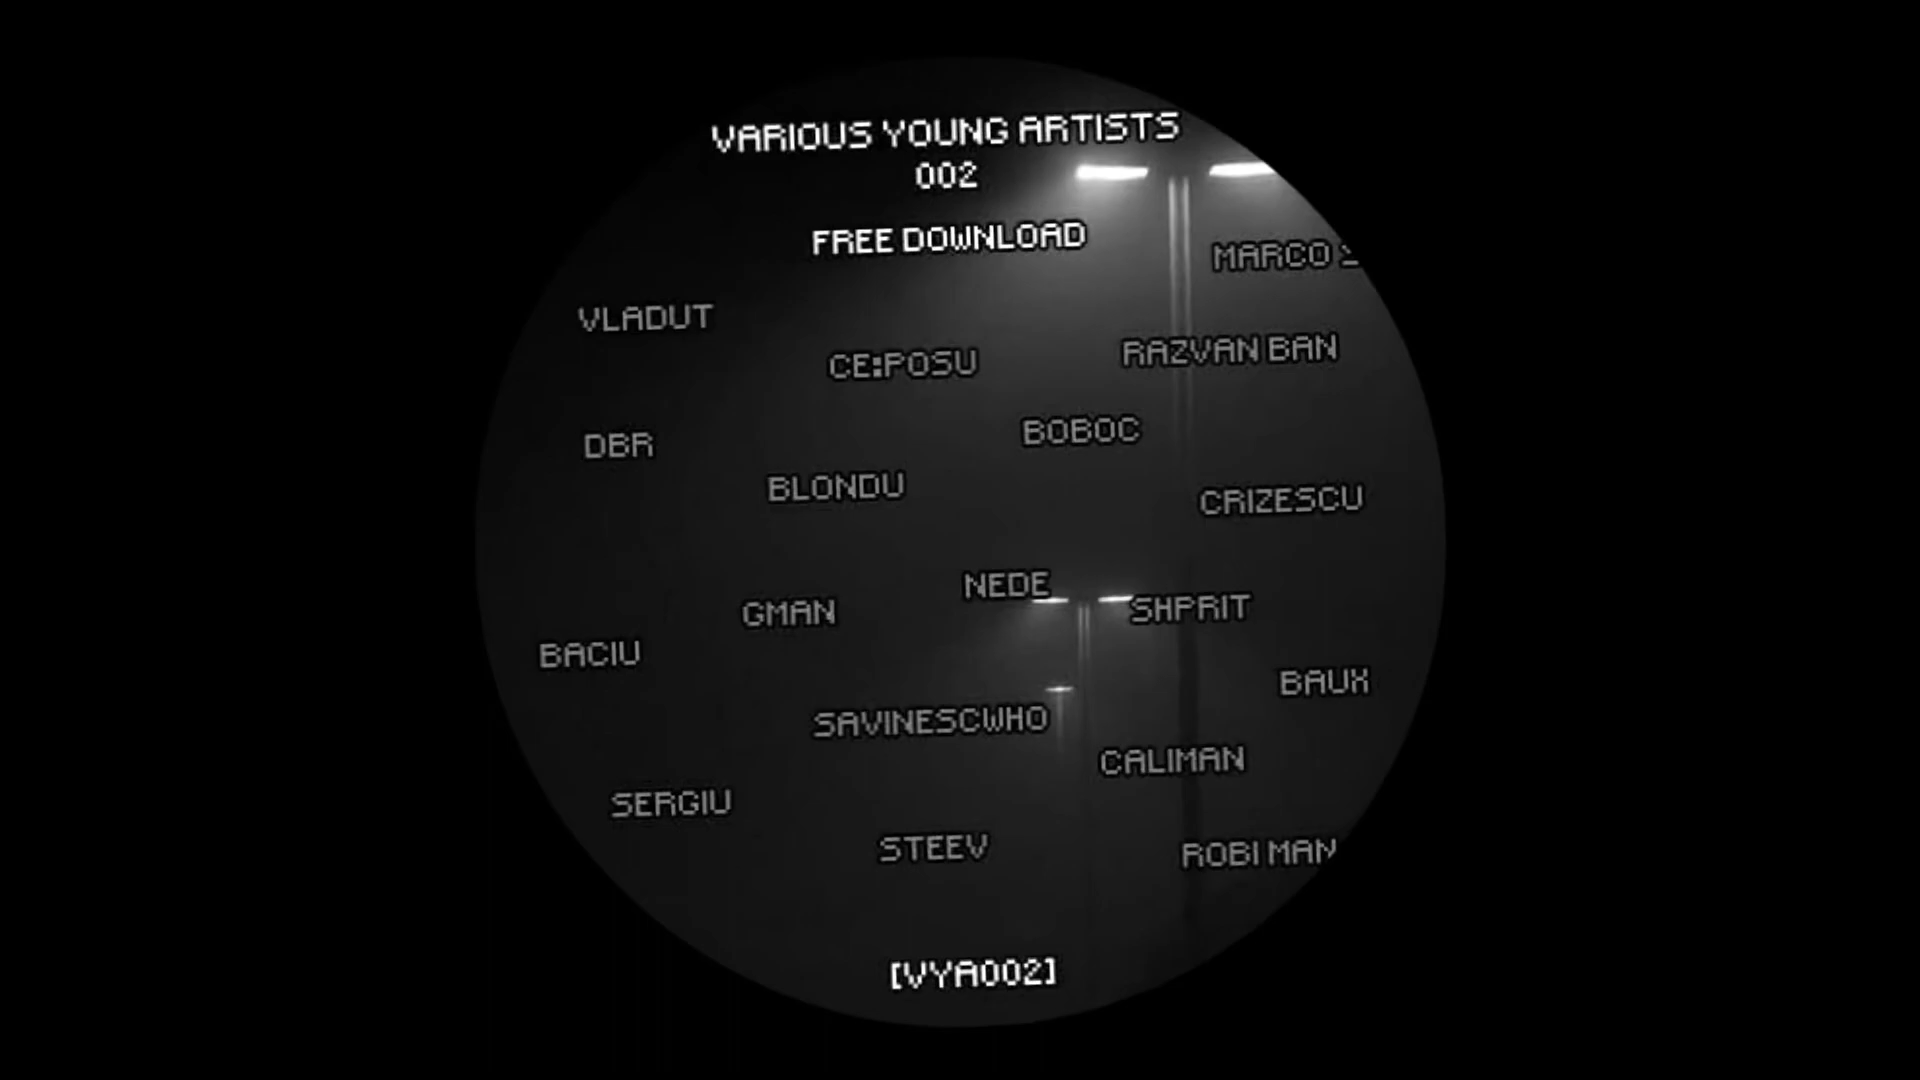 VARIOUS YOUNG ARTISTS
002
FREE DOWNLOAD
MARCO
VLADUT
CE:POSU
RAZVAN BAN
DBR
BOBOC
BLONDU
CRIZESCU
NEDE
GMAN
SHPRIT
BACIU
BAUX
SAVINESCWHO
CALIMAN
SERGIU
STEEV
ROBI MAN
[VYA002]